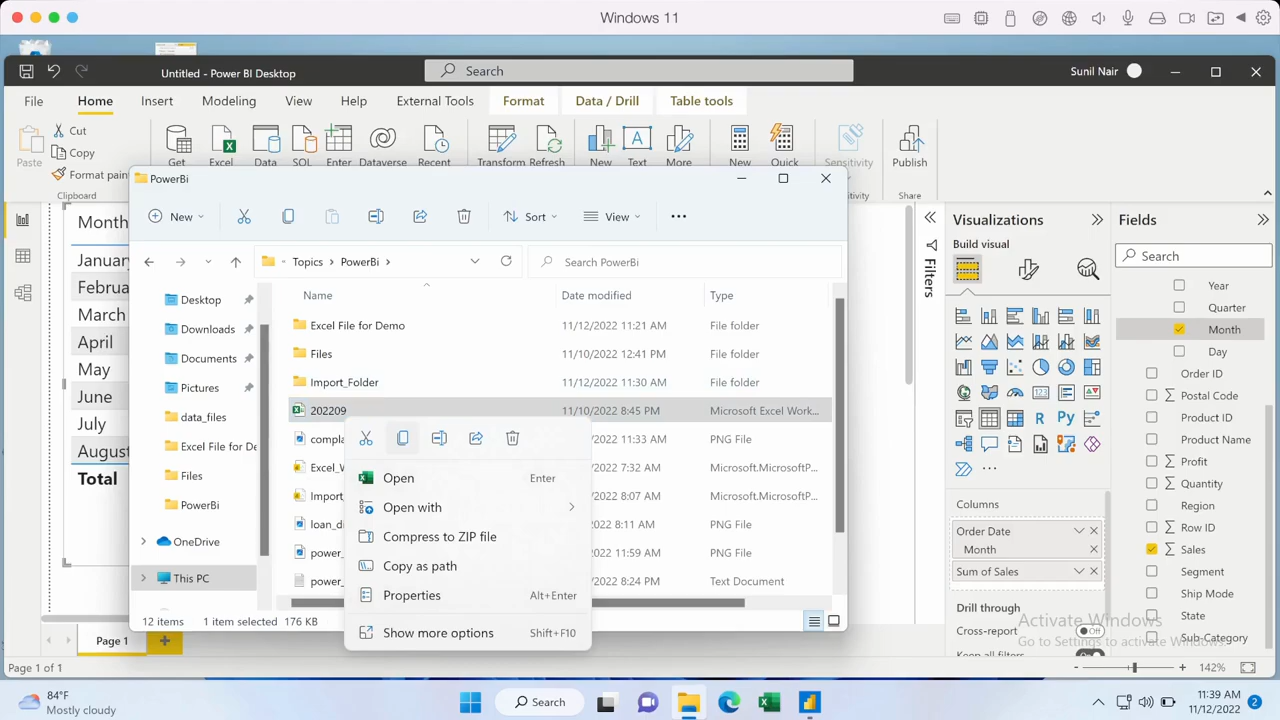 Windows 11
Untitled - Power BI Desktop
Search
Sunil Nair
File
Home
Insert
Modeling
View
Help
External Tools
Format
Data / Drill
Table tools
Paste
Cut
Copy
Format pain
Clipboard
Get
Excel
Data
SQL
Enter
Dataverse
Recent
Transform
Refresh
New
Text
More
New
Quick
Sensitivity
Publish
Share
PowerBi
New
Sort
View
Topics
PowerBi
Search PowerBi
Name
Date modified
Type
Desktop
Downloads
Documents
Pictures
data_files
Excel File for De
Files
PowerBi
OneDrive
This PC
Excel File for Demo
11/12/2022 11:21 AM
File folder
Files
11/10/2022 12:41 PM
File folder
Import_Folder
11/12/2022 11:30 AM
File folder
202209
11/10/2022 8:45 PM
Microsoft Excel Work...
compla
2022 11:33 AM
PNG File
Excel_W
2022 7:32 AM
Microsoft.MicrosoftP...
Import_
2022 8:07 AM
Microsoft.MicrosoftP...
loan_di
2022 8:11 AM
PNG File
power_
2022 11:59 AM
PNG File
power_
2022 8:24 PM
Text Document
12 items
1 item selected
176 KB
Open
Enter
Open with
Compress to ZIP file
Copy as path
Properties
Alt+Enter
Show more options
Shift+F10
Month
January
Februa
March
April
May
June
July
August
Total
Filters
Visualizations
Build visual
R
Py
123
Columns
Order Date
Month
Sum of Sales
Drill through
Cross-report
Off
Keep all filters
Fields
Search
Year
Quarter
Month
Day
Order ID
Postal Code
Product ID
Product Name
Profit
Quantity
Region
Row ID
Sales
Segment
Ship Mode
State
Sub-Category
Activate Windows
Go to Settings to activate Windows.
Page 1
Page 1 of 1
142%
84°F
Mostly cloudy
Search
11:39 AM
11/12/2022
2